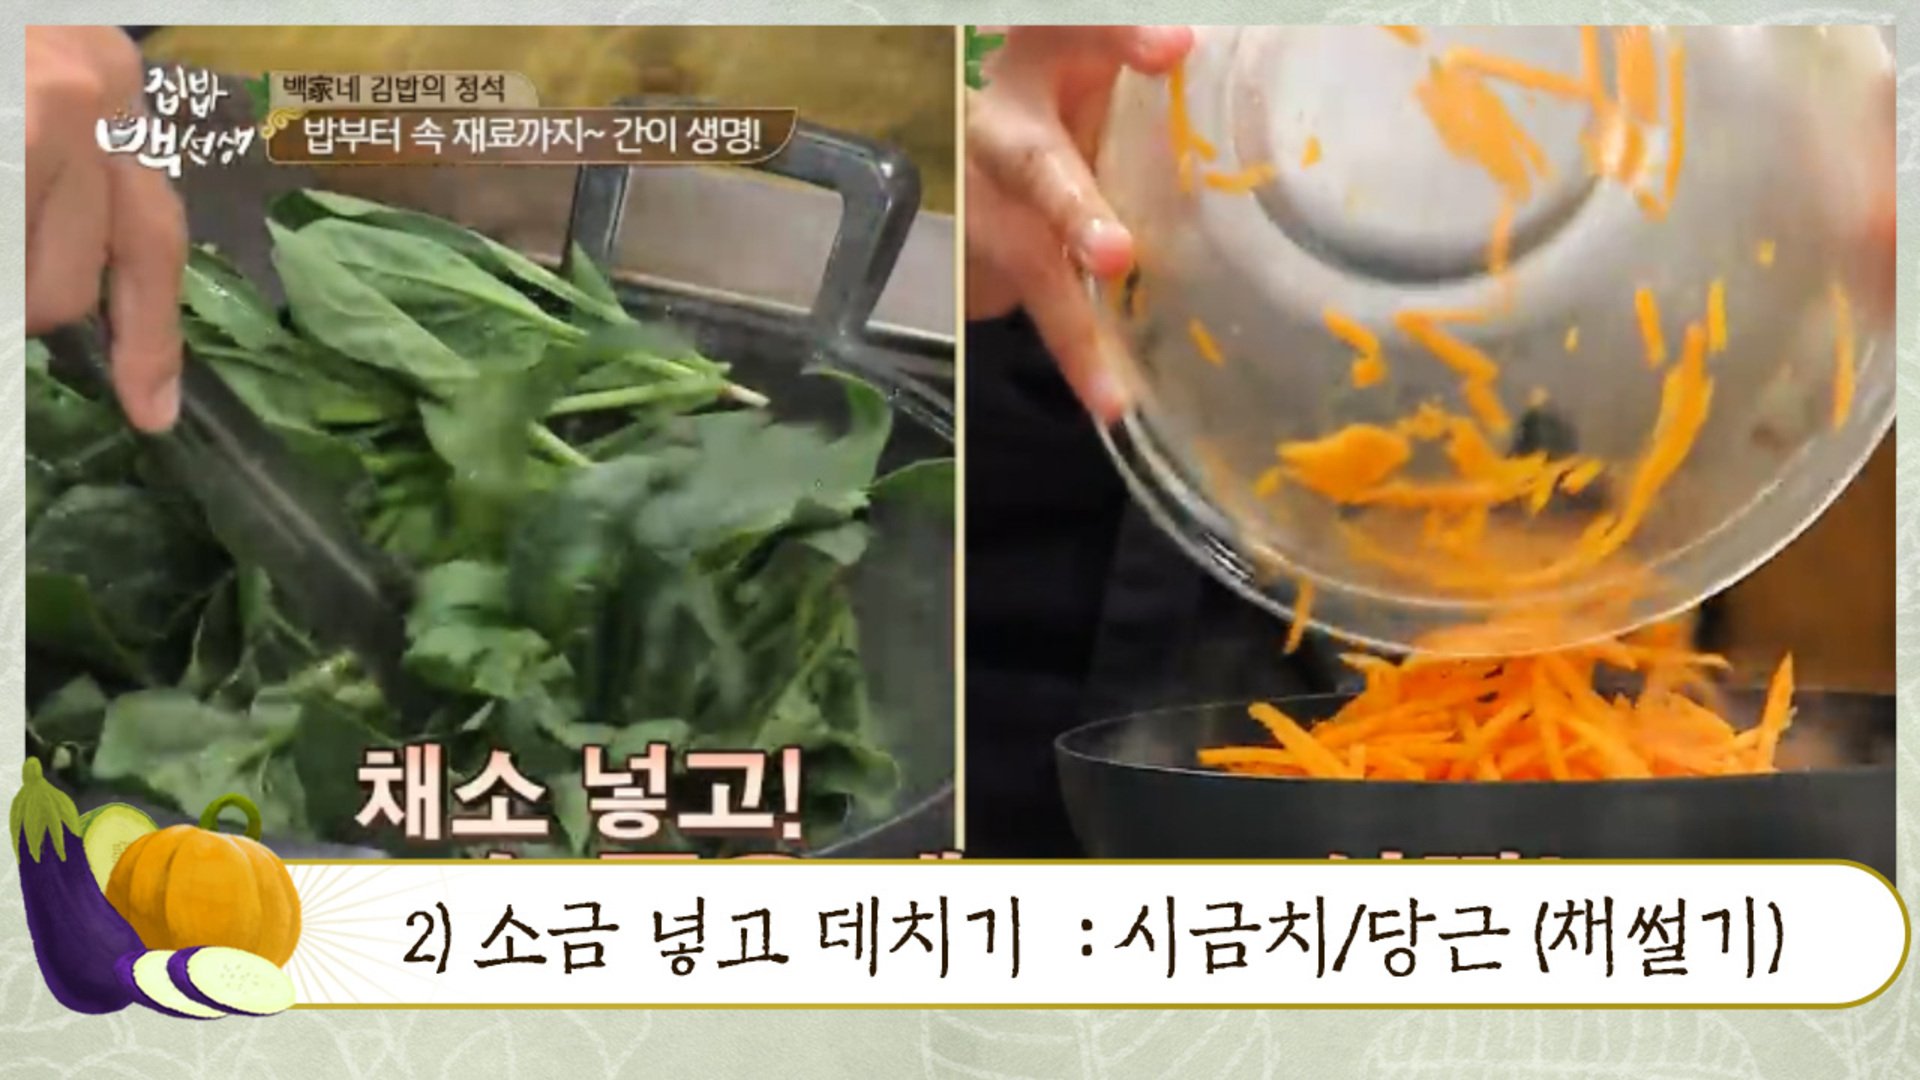 집밥
백선생
백家네 김밥의 정석
밥부터 속 재료까지~ 간이 생명!
채소 넣고!
2) 소금 넣고 데치기 : 시금치/당근 (채썰기)